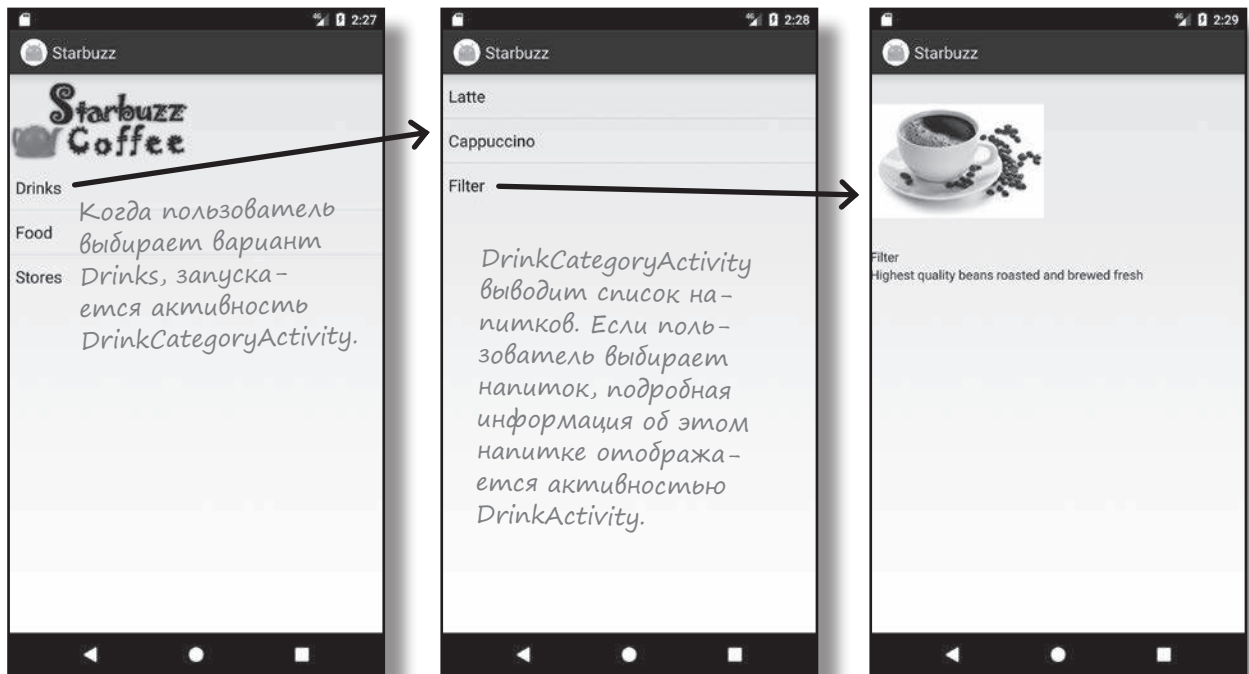 2:27
Starbuzz
Starbuzz
Coffee
Drinks
Food
Stores
Когда пользователь
выбирает вариант
Drinks, запуска-
ется активность
DrinkCategoryActivity.
2:28
Starbuzz
Latte
Cappuccino
Filter
DrinkCategoryActivity
выводит список на-
питков. Если поль-
зователь выбирает
напиток, подробная
информация об этом
напитке отобража-
ется активностью
DrinkActivity.
2:29
Starbuzz
Filter
Highest quality beans roasted and brewed fresh